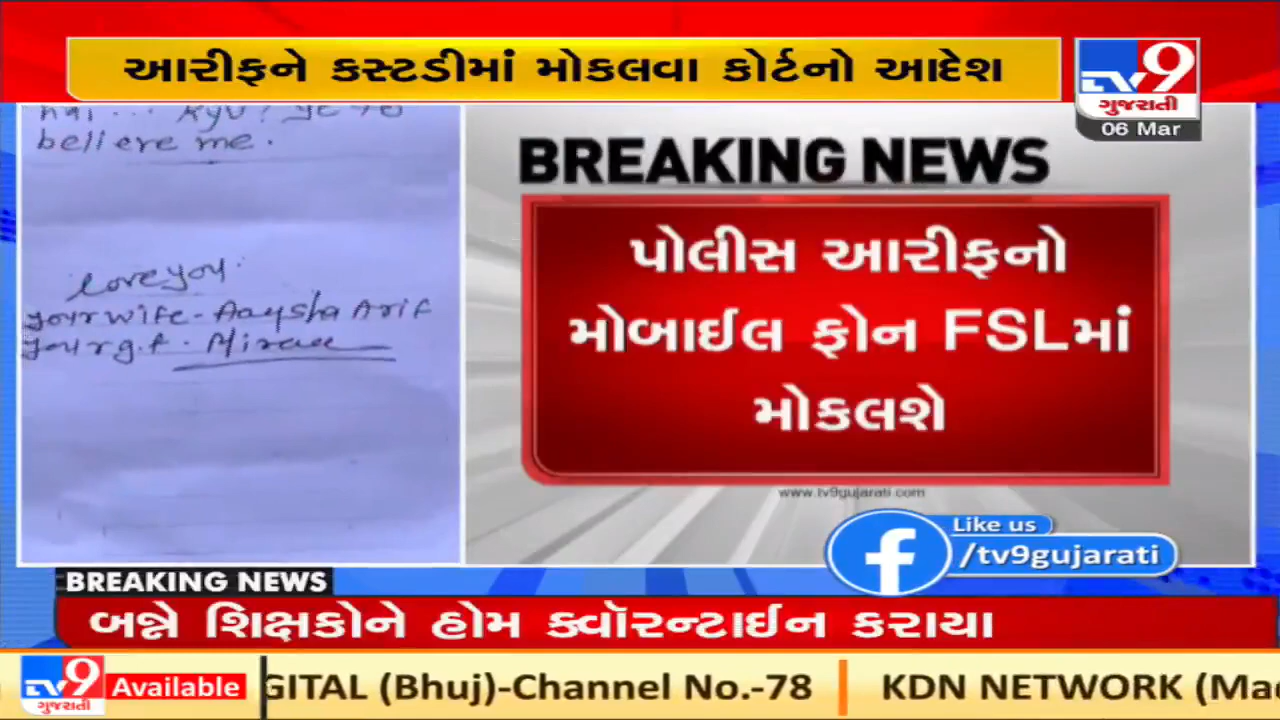 આરીફને કસ્ટડીમાં મોકલવા કોર્ટનો આદેશ
TV9
ગુજરાતી
06 Mar
bellere me.
love you.
your wife - Aaysha Arif
your g.f.
BREAKING NEWS
પોલીસ આરીફનો
મોબાઈલ ફોન FSLમાં
મોકલશે
www.tv9gujarati.com
Like us
/tv9gujarati
BREAKING NEWS
બન્ને શિક્ષકોને હોમ ક્વૉરન્ટાઈન કરાયા
TV9
ગુજરાતી
Available
GITAL (Bhuj)-Channel No.-78
KDN NETWORK (Ma